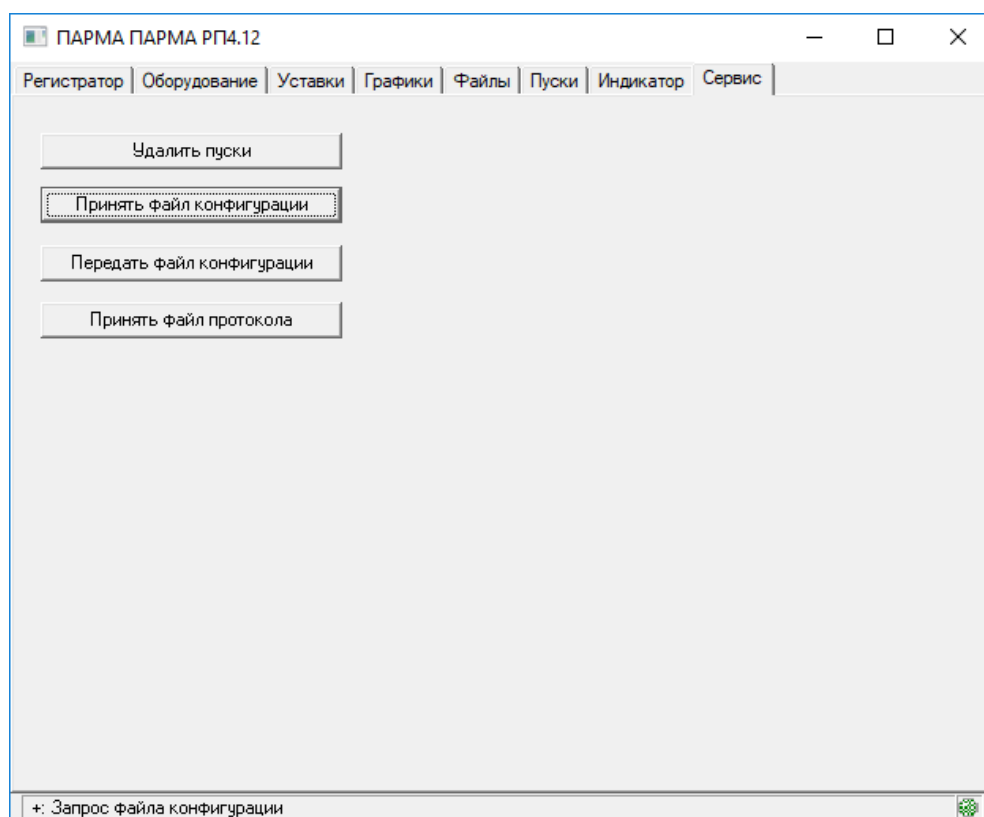 ПАРМА ПАРМА РП4.12
Регистратор Оборудование Уставки Графики Файлы Пуски Индикатор Сервис
Удалить пуски
Принять файл конфигурации
Передать файл конфигурации
Принять файл протокола
+: Запрос файла конфигурации